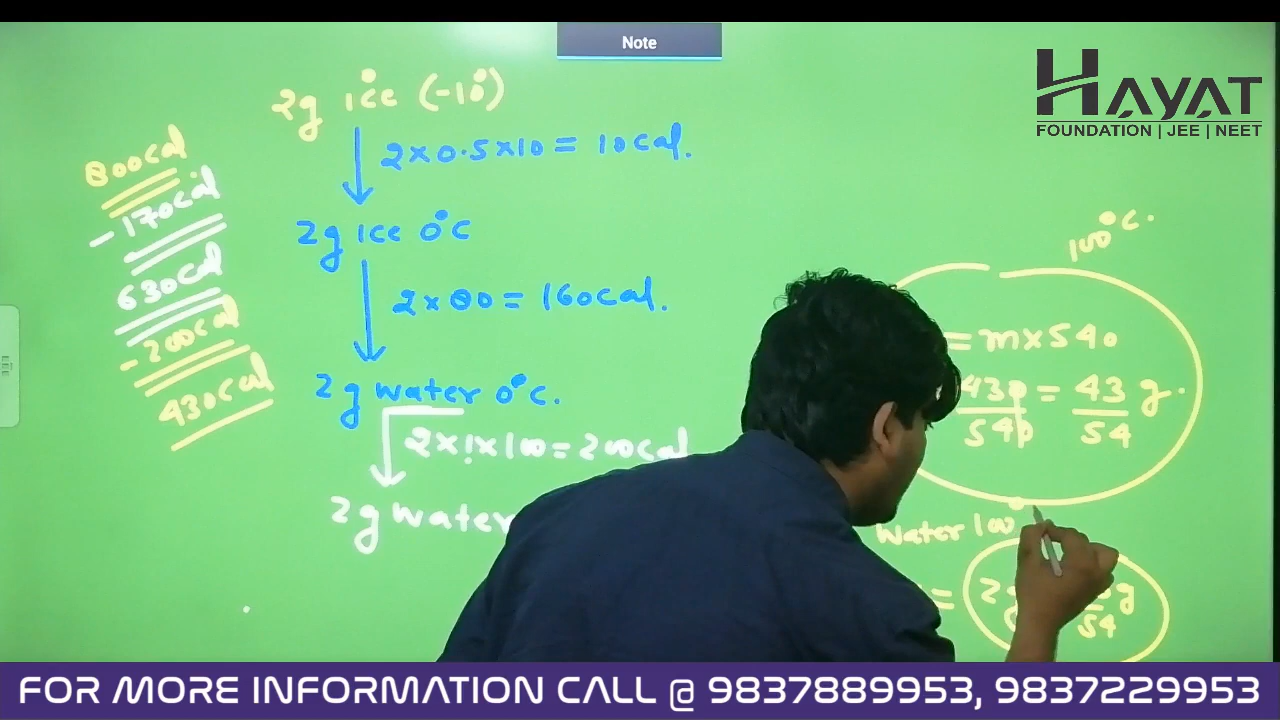 Note
HAYAT
FOUNDATION | JEE | NEET
2g ice (-10°)
2×0.5×10 = 10cal.
2g ice 0°C
2×80 = 160cal.
2g water 0°C.
2×1×100 = 200cal
2g water
800cal
- 170cal
630cal
- 200cal
430cal
100°C.
= m×540
430/540 = 43/54 g.
Water 100
= 2g
g
54
FOR MORE INFORMATION CALL @ 9837889953, 9837229953